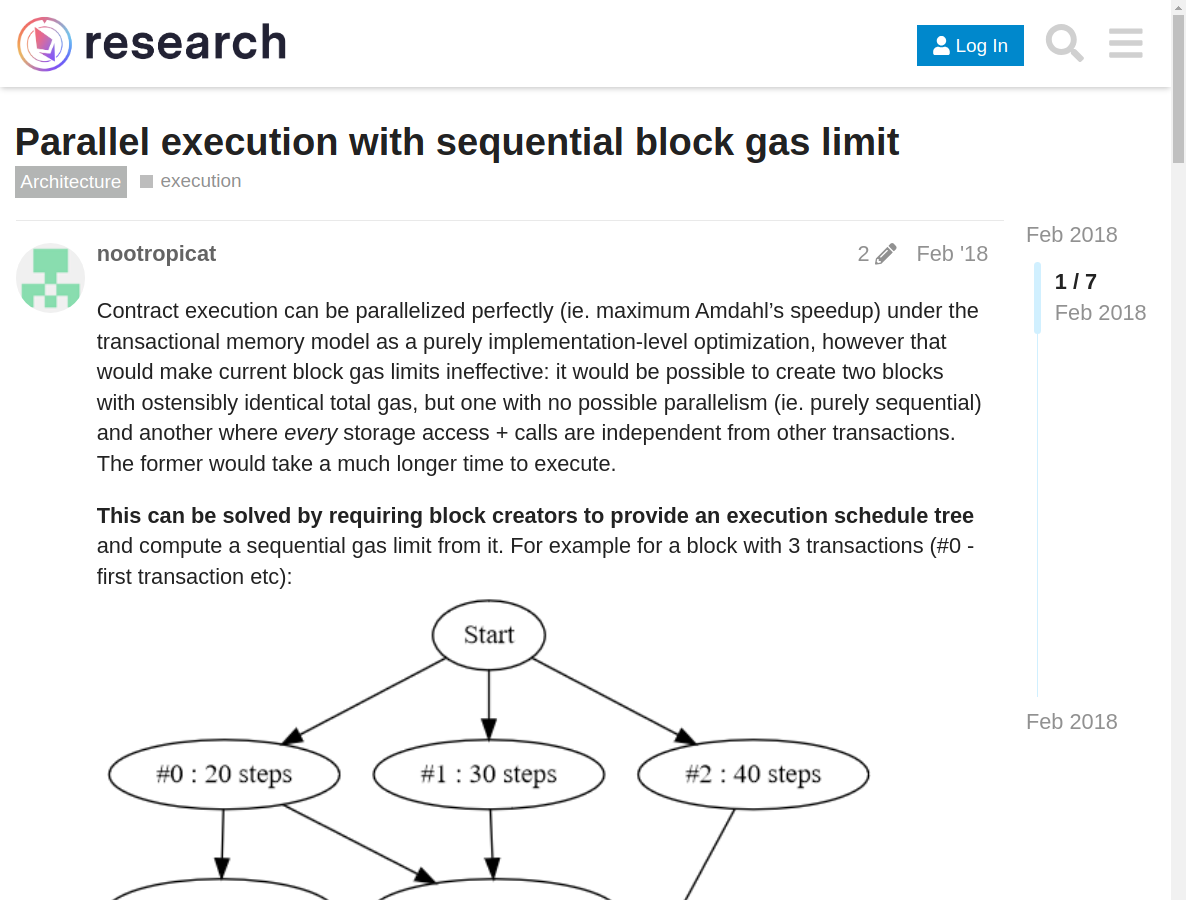 research
Log In
Parallel execution with sequential block gas limit
Architecture
execution
nootropicat
2
Feb '18
Contract execution can be parallelized perfectly (ie. maximum Amdahl’s speedup) under the
transactional memory model as a purely implementation-level optimization, however that
would make current block gas limits ineffective: it would be possible to create two blocks
with ostensibly identical total gas, but one with no possible parallelism (ie. purely sequential)
and another where every storage access + calls are independent from other transactions.
The former would take a much longer time to execute.
This can be solved by requiring block creators to provide an execution schedule tree
and compute a sequential gas limit from it. For example for a block with 3 transactions (#0 -
first transaction etc):
Start
#0 : 20 steps
#1 : 30 steps
#2 : 40 steps
Feb 2018
1 / 7
Feb 2018
Feb 2018